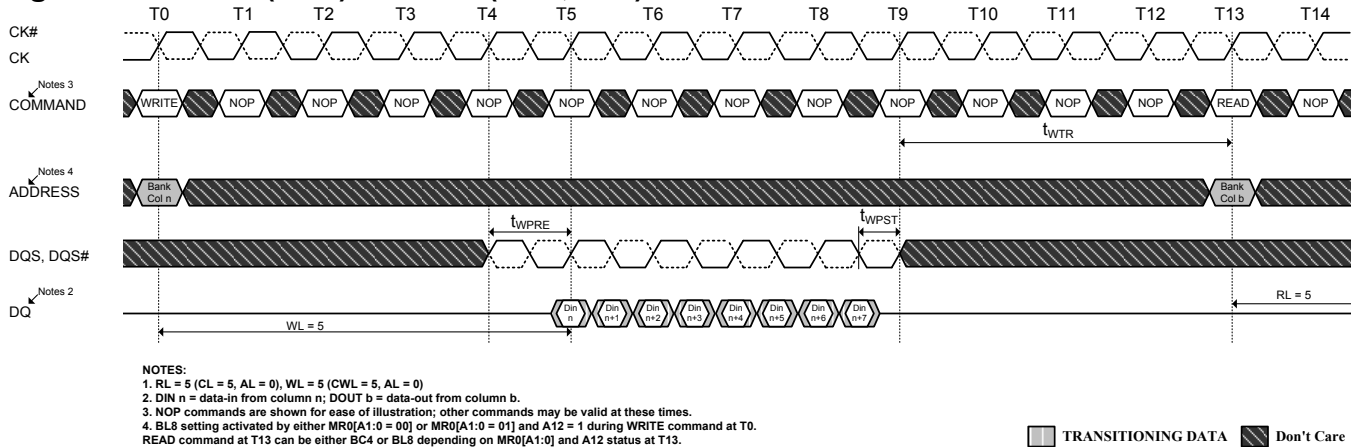 T0 T1 T2 T3 T4 T5 T6 T7 T8 T9 T10 T11 T12 T13 T14
CK#
CK
Notes 3
COMMAND
WRITE NOP NOP NOP NOP NOP NOP NOP NOP NOP NOP NOP NOP READ NOP
tWTR
Notes 4
ADDRESS
Bank Bank
Col n Col b
tWPRE tWPST
DQS, DQS#
Notes 2
DQ
Din Din Din Din Din Din Din Din
n n+1 n+2 n+3 n+4 n+5 n+6 n+7
RL = 5
WL = 5
NOTES:
1. RL = 5 (CL = 5, AL = 0), WL = 5 (CWL = 5, AL = 0)
2. DIN n = data-in from column n; DOUT b = data-out from column b.
3. NOP commands are shown for ease of illustration; other commands may be valid at these times.
4. BL8 setting activated by either MR0[A1:0 = 00] or MR0[A1:0 = 01] and A12 = 1 during WRITE command at T0.
READ command at T13 can be either BC4 or BL8 depending on MR0[A1:0] and A12 status at T13.
TRANSITIONING DATA Don't Care